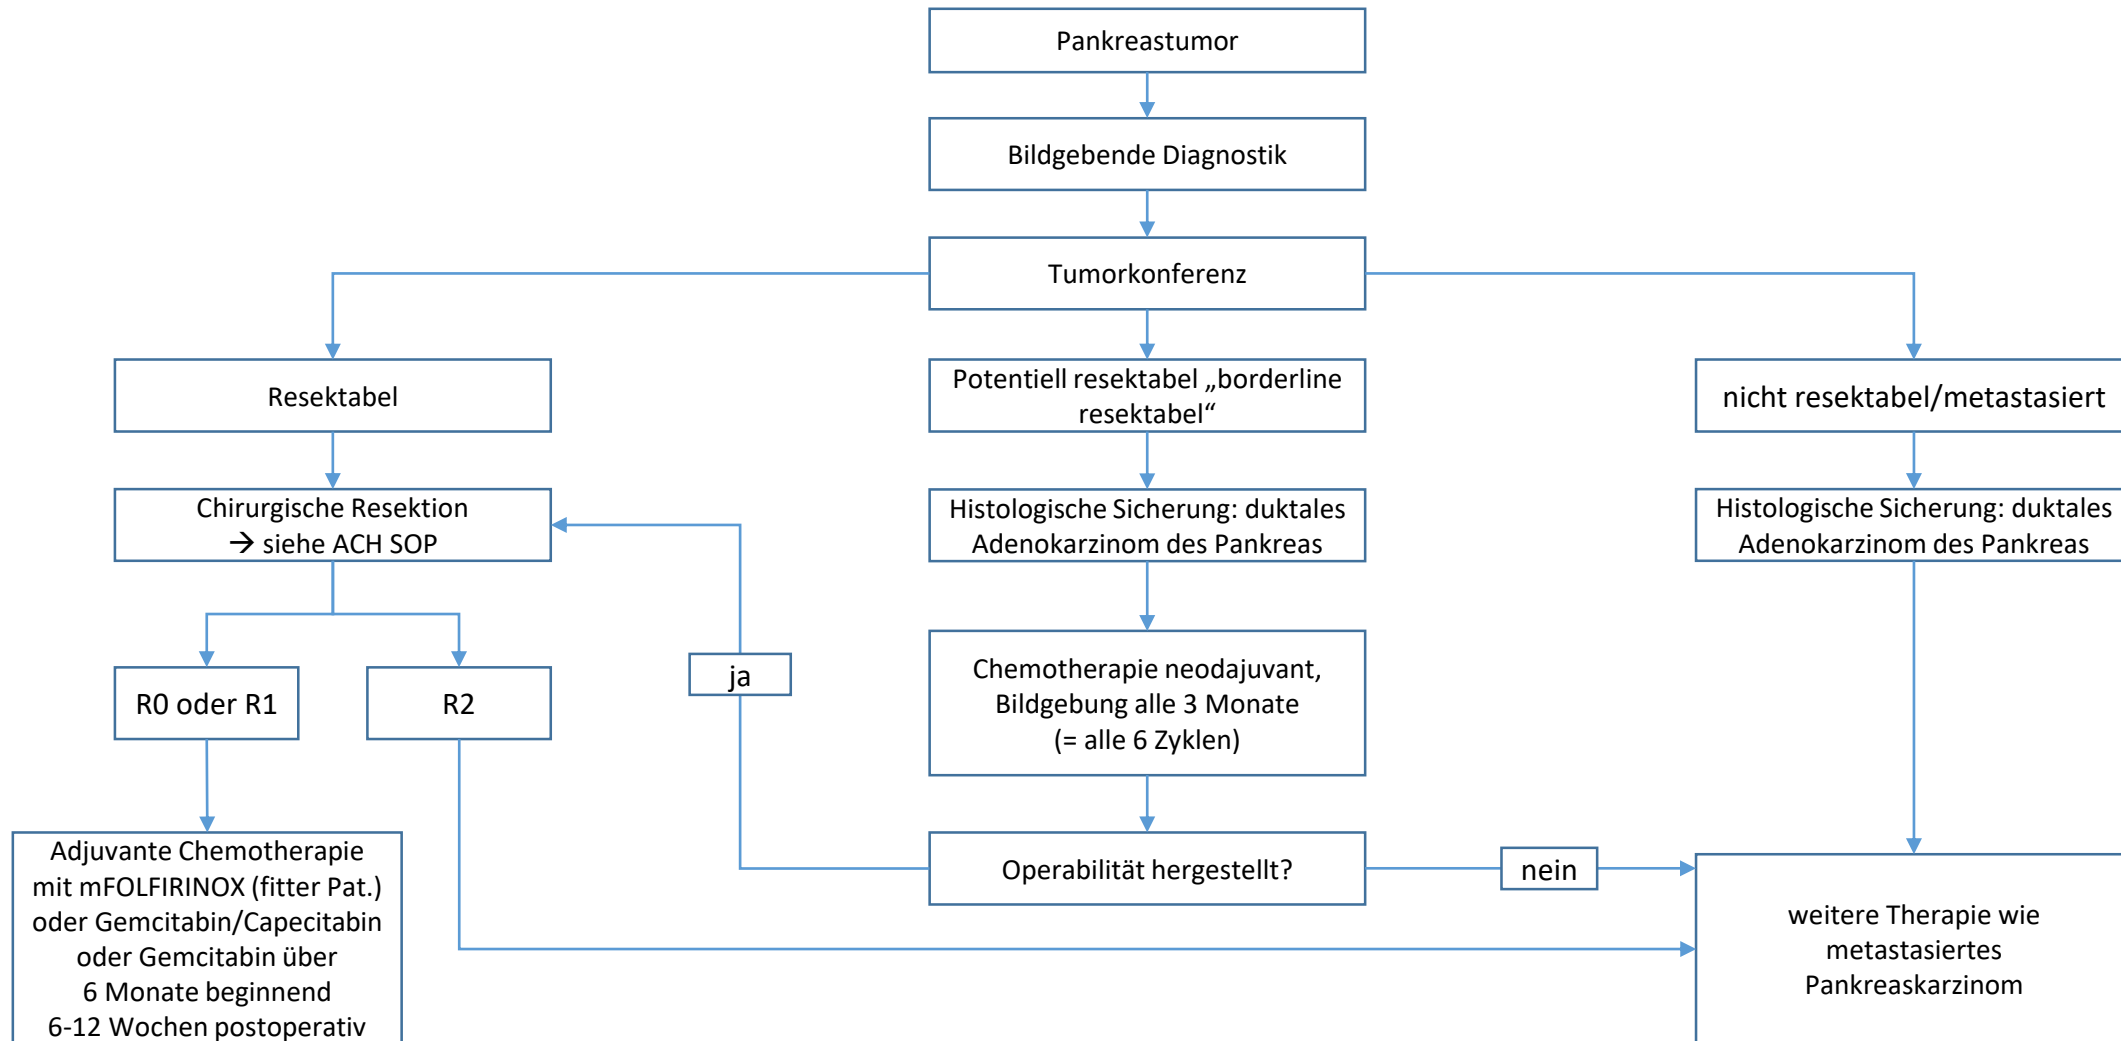 Pankreastumor
Bildgebende Diagnostik
Tumorkonferenz
Resektabel
Potentiell resektabel „borderline
resektabel“
nicht resektabel/metastasiert
Chirurgische Resektion
→ siehe ACH SOP
Histologische Sicherung: duktales
Adenokarzinom des Pankreas
Histologische Sicherung: duktales
Adenokarzinom des Pankreas
R0 oder R1
R2
ja
Chemotherapie neodajuvant,
Bildgebung alle 3 Monate
(= alle 6 Zyklen)
Adjuvante Chemotherapie
mit mFOLFIRINOX (fitter Pat.)
oder Gemcitabin/Capecitabin
oder Gemcitabin über
6 Monate beginnend
6-12 Wochen postoperativ
Operabilität hergestellt?
nein
weitere Therapie wie
metastasiertes
Pankreaskarzinom